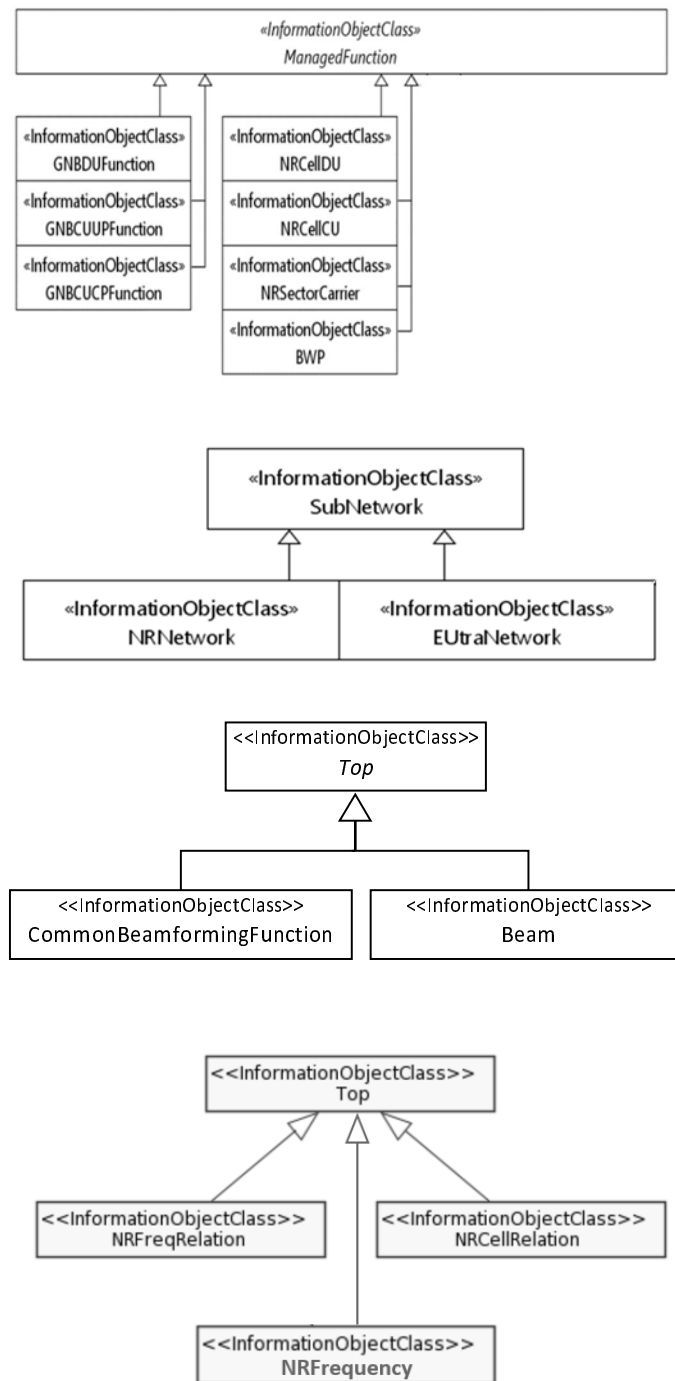 «InformationObjectClass»
ManagedFunction
«InformationObjectClass»
GNBDUFunction
«InformationObjectClass»
GNBCUUPFunction
«InformationObjectClass»
GNBCUCPFunction
«InformationObjectClass»
NRCellDU
«InformationObjectClass»
NRCellCU
«InformationObjectClass»
NRSectorCarrier
«InformationObjectClass»
BWP
«InformationObjectClass»
SubNetwork
«InformationObjectClass»
NRNetwork
«InformationObjectClass»
EUtraNetwork
<<InformationObjectClass>>
Top
<<InformationObjectClass>>
CommonBeamformingFunction
<<InformationObjectClass>>
Beam
<<InformationObjectClass>>
Top
<<InformationObjectClass>>
NRFreqRelation
<<InformationObjectClass>>
NRCellRelation
<<InformationObjectClass>>
NRFrequency